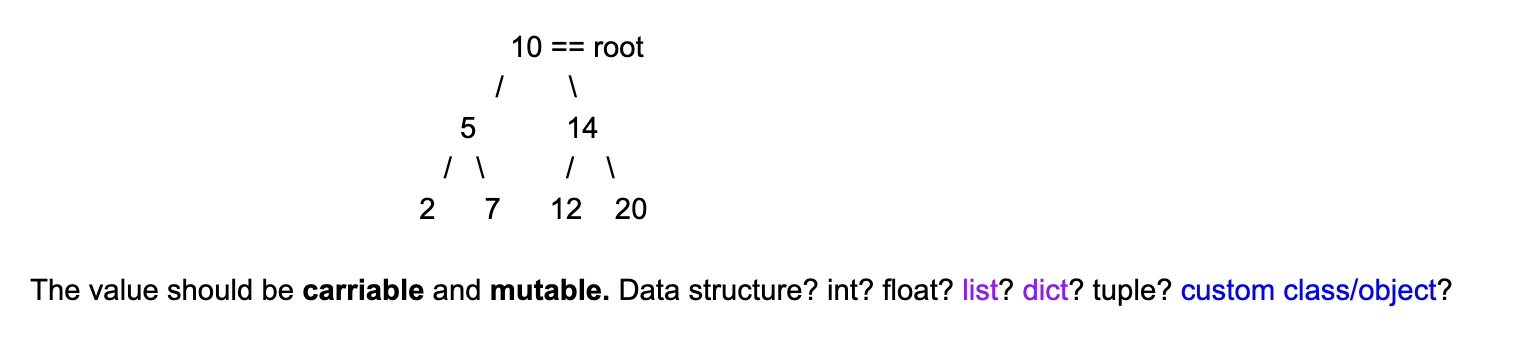 10 == root
/ \
5 14
/ \ / \
2 7 12 20
The value should be carriable and mutable. Data structure? int? float? list? dict? tuple? custom class/object?